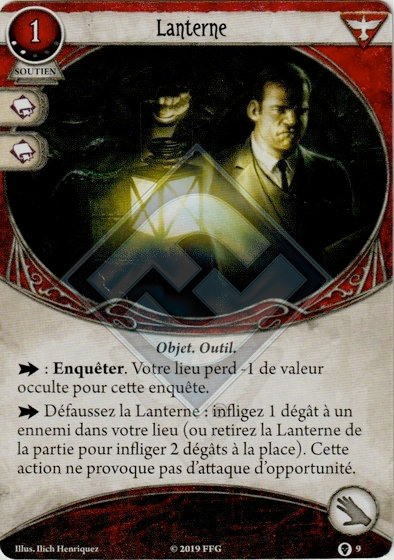 1
Lanterne
SOUTIEN
Objet. Outil.
: Enquêter. Votre lieu perd -1 de valeur
occulte pour cette enquête.
Défaussez la Lanterne : infligez 1 dégât à un
ennemi dans votre lieu (ou retirez la Lanterne de
la partie pour infliger 2 dégâts à la place). Cette
action ne provoque pas d'attaque d'opportunité.
Illus. Ilich Henriquez © 2019 FFG 9